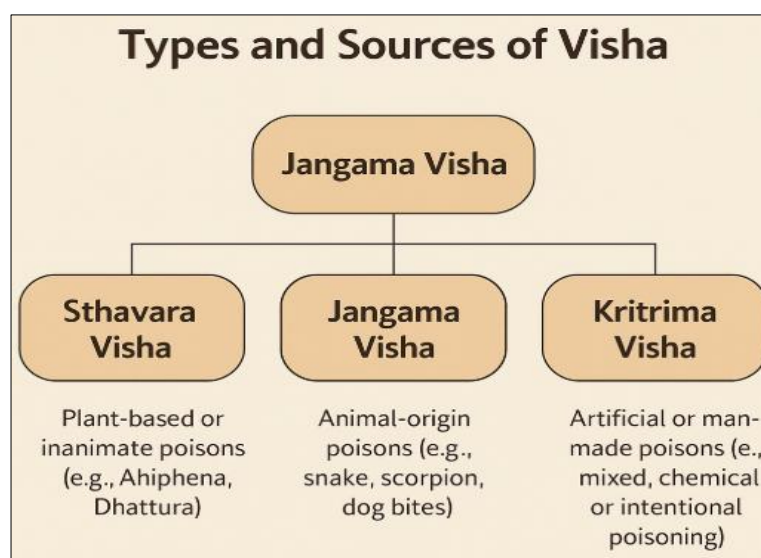 Types and Sources of Visha
Jangama Visha
Sthavara
Visha
Jangama
Visha
Kritrima
Visha
Plant-based or
inanimate poisons
(e.g., Ahiphena,
Dhattura)
Animal-origin
poisons (e.g.,
snake, scorpion,
dog bites)
Artificial or man-
made poisons (e.,
mixed, chemical
or intentional
poisoning)